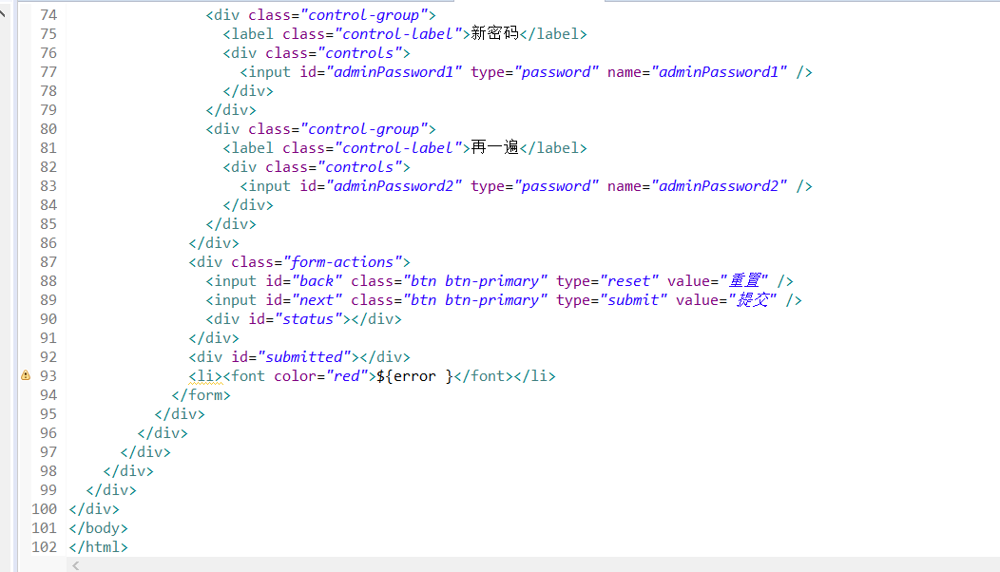 74 <div class="control-group">
75 <label class="control-label">新密码</label>
76 <div class="controls">
77 <input id="adminPassword1" type="password" name="adminPassword1" />
78 </div>
79 </div>
80 <div class="control-group">
81 <label class="control-label">再一遍</label>
82 <div class="controls">
83 <input id="adminPassword2" type="password" name="adminPassword2" />
84 </div>
85 </div>
86 </div>
87 <div class="form-actions">
88 <input id="back" class="btn btn-primary" type="reset" value="重置" />
89 <input id="next" class="btn btn-primary" type="submit" value="提交" />
90 <div id="status"></div>
91 </div>
92 <div id="submitted"></div>
93 <li><font color="red">${error }</font></li>
94 </form>
95 </div>
96 </div>
97 </div>
98 </div>
99 </div>
100 </div>
101 </body>
102 </html>